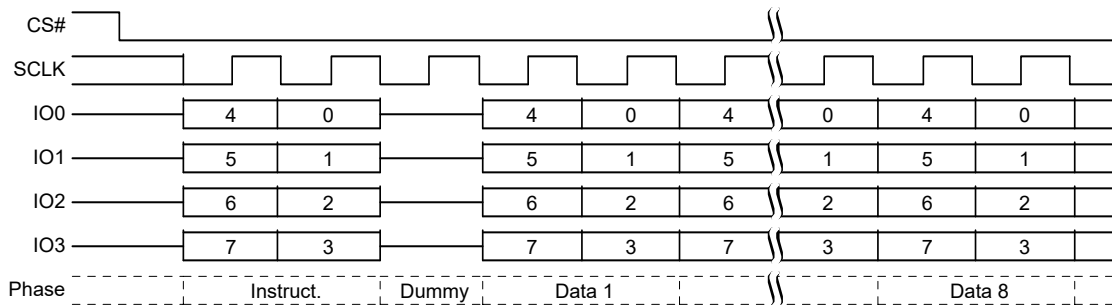 CS#
SCLK
IO0 4 0 4 0 4 0 4 0
IO1 5 1 5 1 5 1 5 1
IO2 6 2 6 2 6 2 6 2
IO3 7 3 7 3 7 3 7 3
Phase Instruct. Dummy Data 1 Data 8